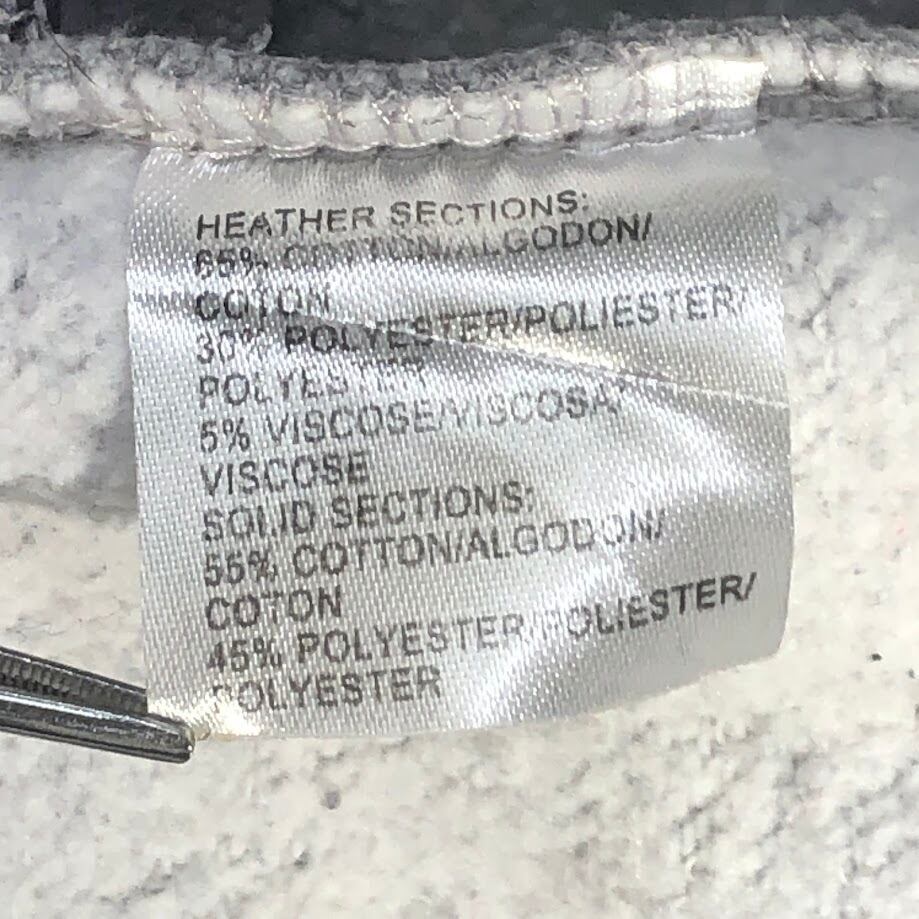 HEATHER SECTIONS:
65% COTTON/ALGODON/
COTON
30% POLYESTER/POLIESTER/
POLYESTER
5% VISCOSE/VISCOSA/
VISCOSE
SOLID SECTIONS:
55% COTTON/ALGODON/
COTON
45% POLYESTER/POLIESTER/
POLYESTER